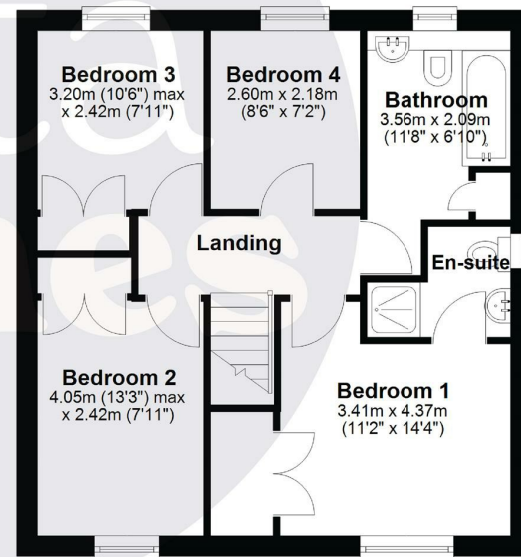 Bedroom 3
3.20m (10'6") max
x 2.42m (7'11")
Bedroom 4
2.60m x 2.18m
(8'6" x 7'2")
Bathroom
3.56m x 2.09m
(11'8" x 6'10")
Landing
En-suite
Bedroom 2
4.05m (13'3") max
x 2.42m (7'11")
Bedroom 1
3.41m x 4.37m
(11'2" x 14'4")